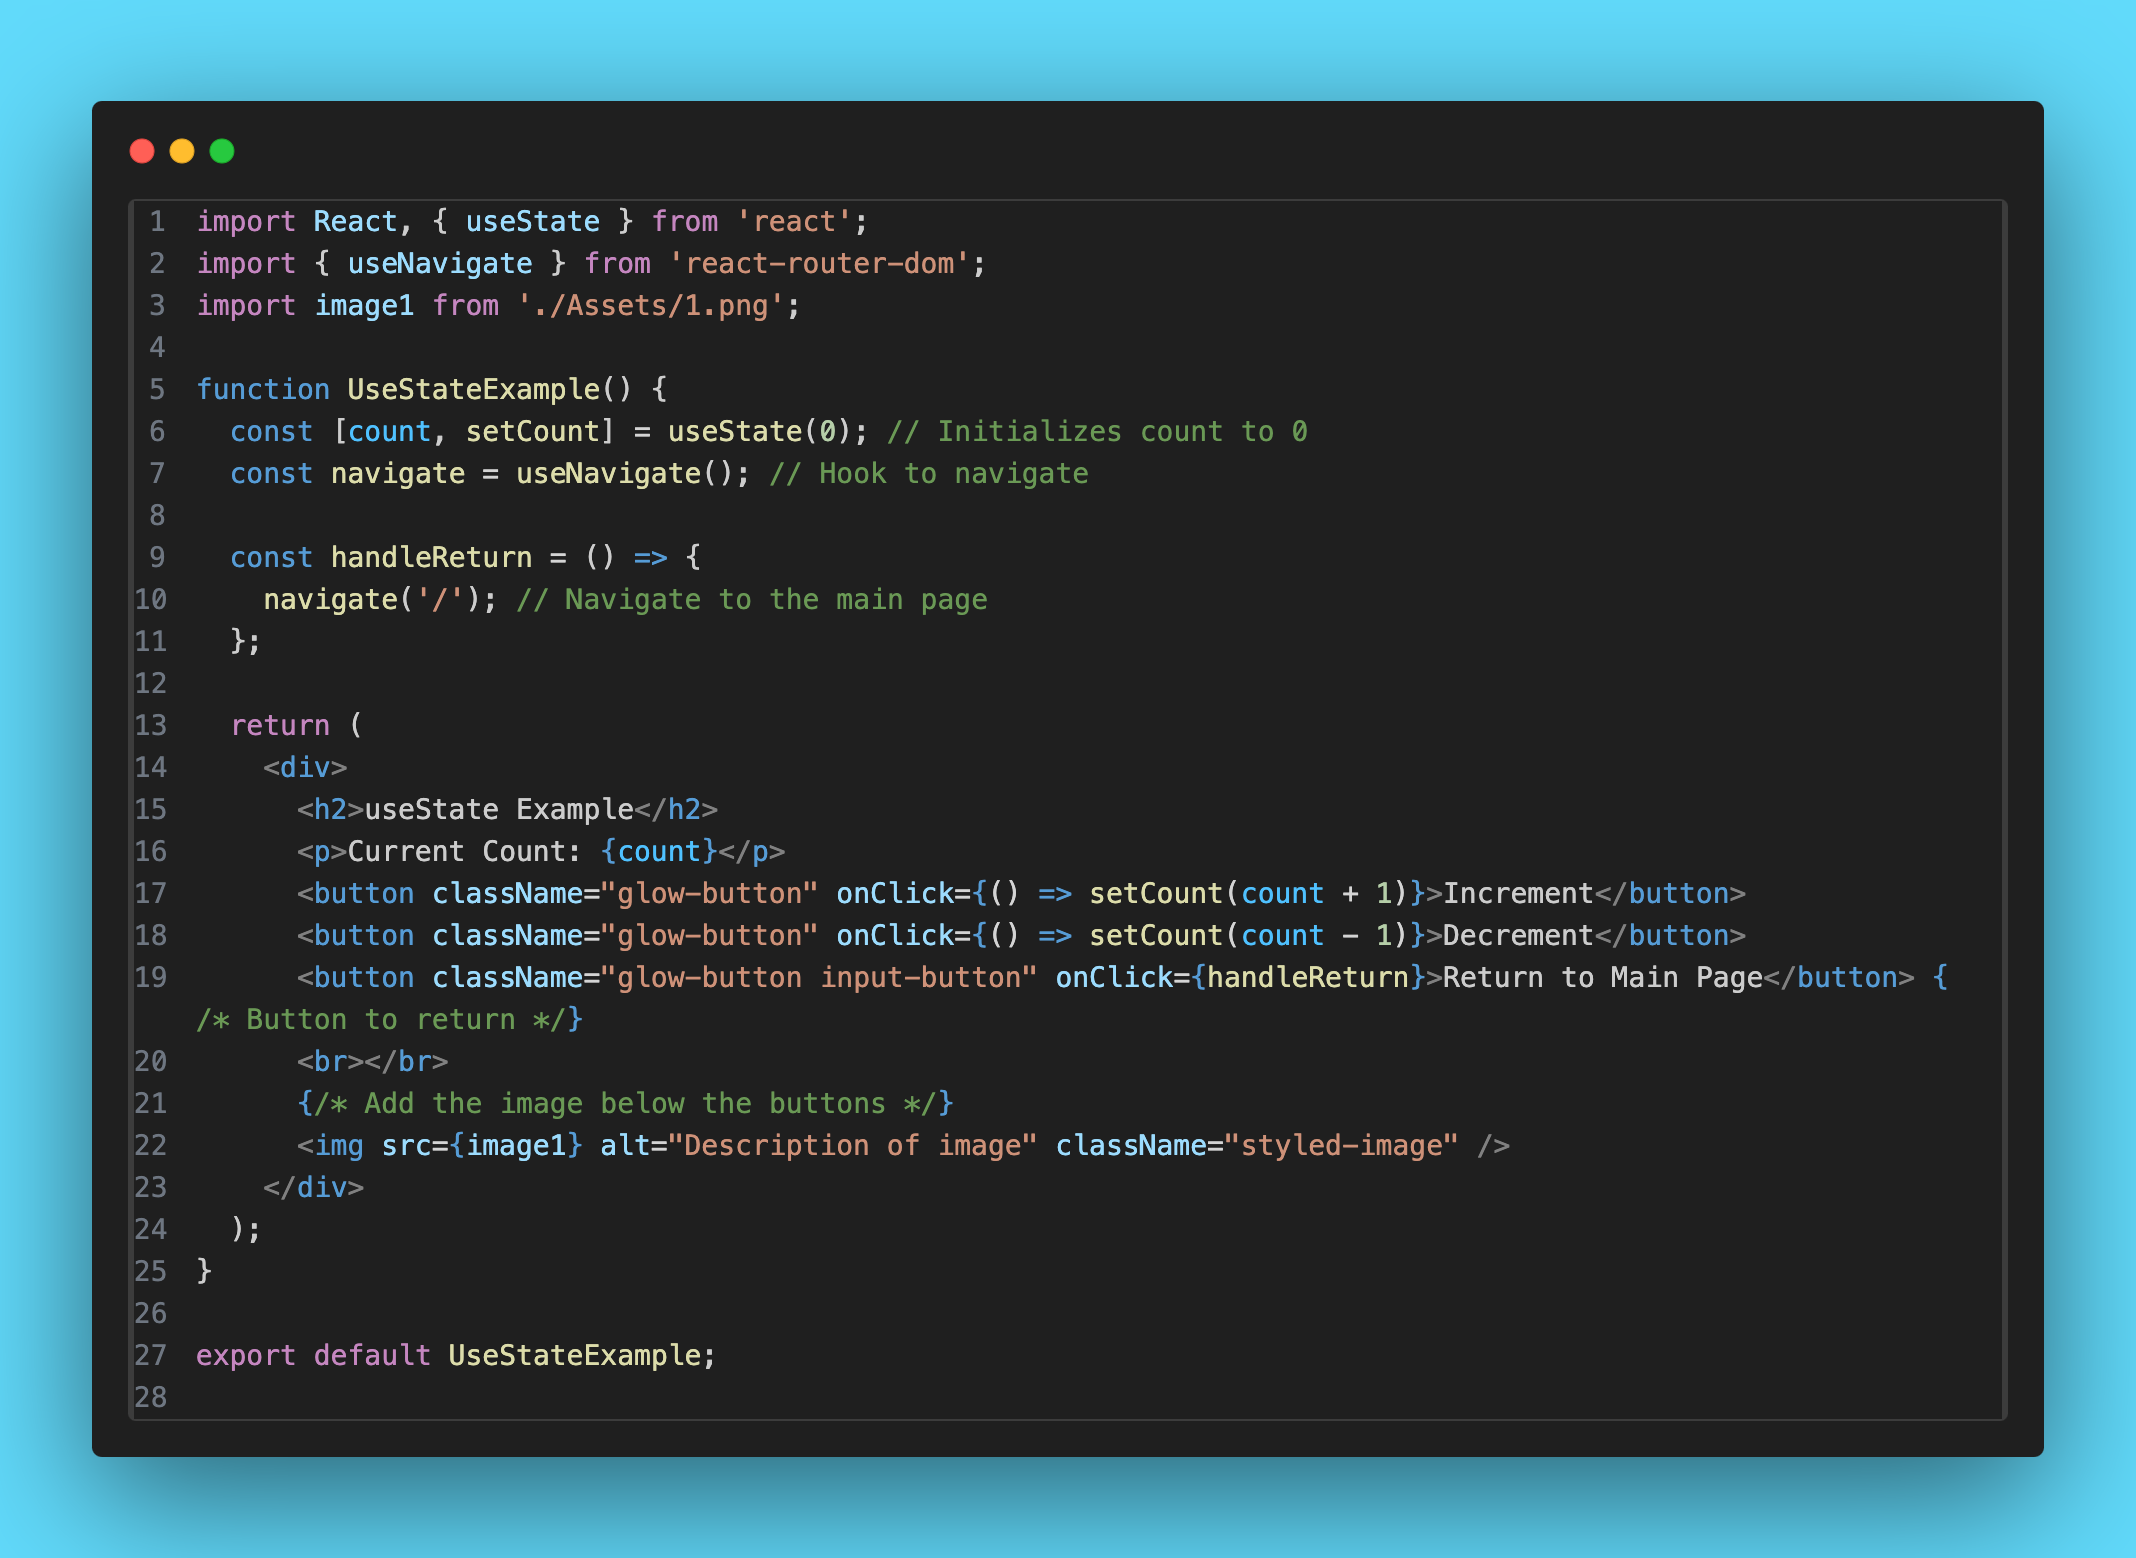 1 import React, { useState } from 'react';
2 import { useNavigate } from 'react-router-dom';
3 import image1 from './Assets/1.png';
4
5 function UseStateExample() {
6   const [count, setCount] = useState(0); // Initializes count to 0
7   const navigate = useNavigate(); // Hook to navigate
8
9   const handleReturn = () => {
10     navigate('/'); // Navigate to the main page
11   };
12
13   return (
14     <div>
15       <h2>useState Example</h2>
16       <p>Current Count: {count}</p>
17       <button className="glow-button" onClick={() => setCount(count + 1)}>Increment</button>
18       <button className="glow-button" onClick={() => setCount(count - 1)}>Decrement</button>
19       <button className="glow-button input-button" onClick={handleReturn}>Return to Main Page</button> {
/* Button to return */}
20       <br></br>
21       {/* Add the image below the buttons */}
22       <img src={image1} alt="Description of image" className="styled-image" />
23     </div>
24   );
25 }
26
27 export default UseStateExample;
28